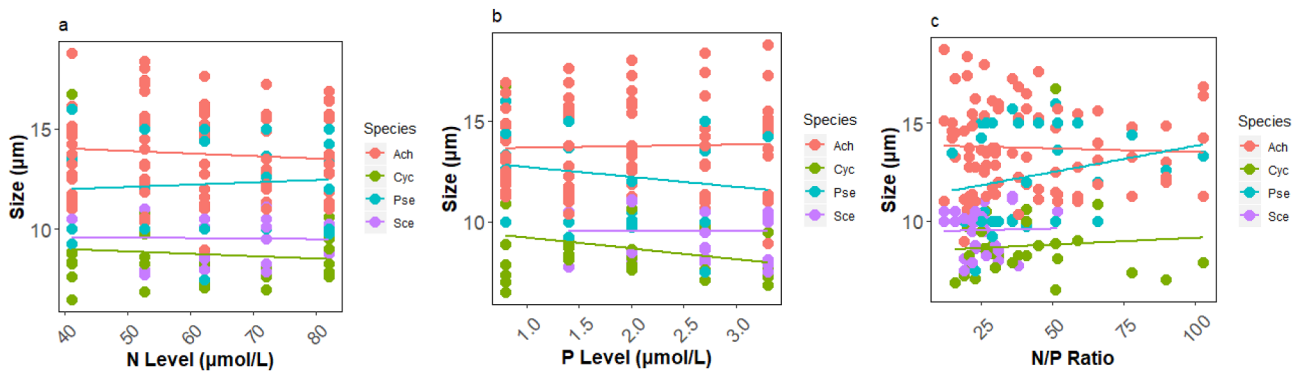 a
Size (µm)
15
10
40
50
60
70
80
N Level (µmol/L)
Species
Ach
Cyc
Pse
Sce
b
Size (µm)
15
10
1.0
1.5
2.0
2.5
3.0
P Level (µmol/L)
Species
Ach
Cyc
Pse
Sce
c
Size (µm)
15
10
25
50
75
100
N/P Ratio
Species
Ach
Cyc
Pse
Sce